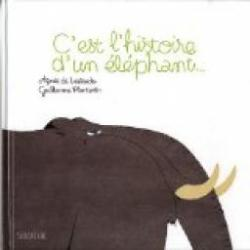 C'est l'histoire
d'un éléphant...
Agnès de Lestrade
Guillaume Plantevin